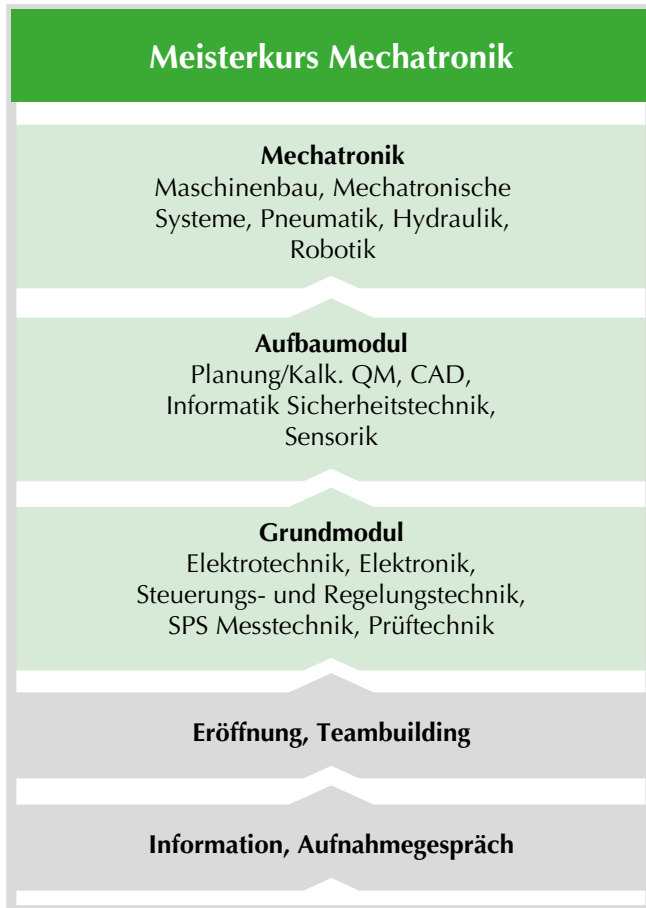 Meisterkurs Mechatronik
Mechatronik
Maschinenbau, Mechatronische
Systeme, Pneumatik, Hydraulik,
Robotik
Aufbaumodul
Planung/Kalk. QM, CAD,
Informatik Sicherheitstechnik,
Sensorik
Grundmodul
Elektrotechnik, Elektronik,
Steuerungs- und Regelungstechnik,
SPS Messtechnik, Prüftechnik
Eröffnung, Teambuilding
Information, Aufnahmegespräch